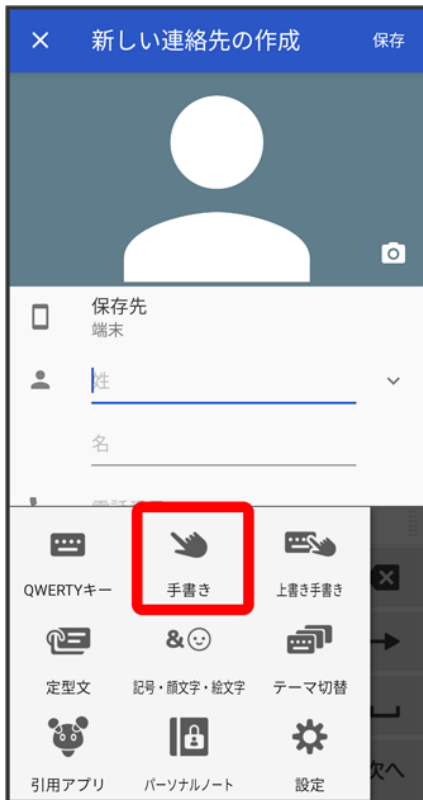 新しい連絡先の作成
保存
保存先
端末
姓
名
QWERTYキー
手書き
上書き手書き
定型文
記号・顔文字・絵文字
テーマ切替
引用アプリ
パーソナルノート
設定
次へ